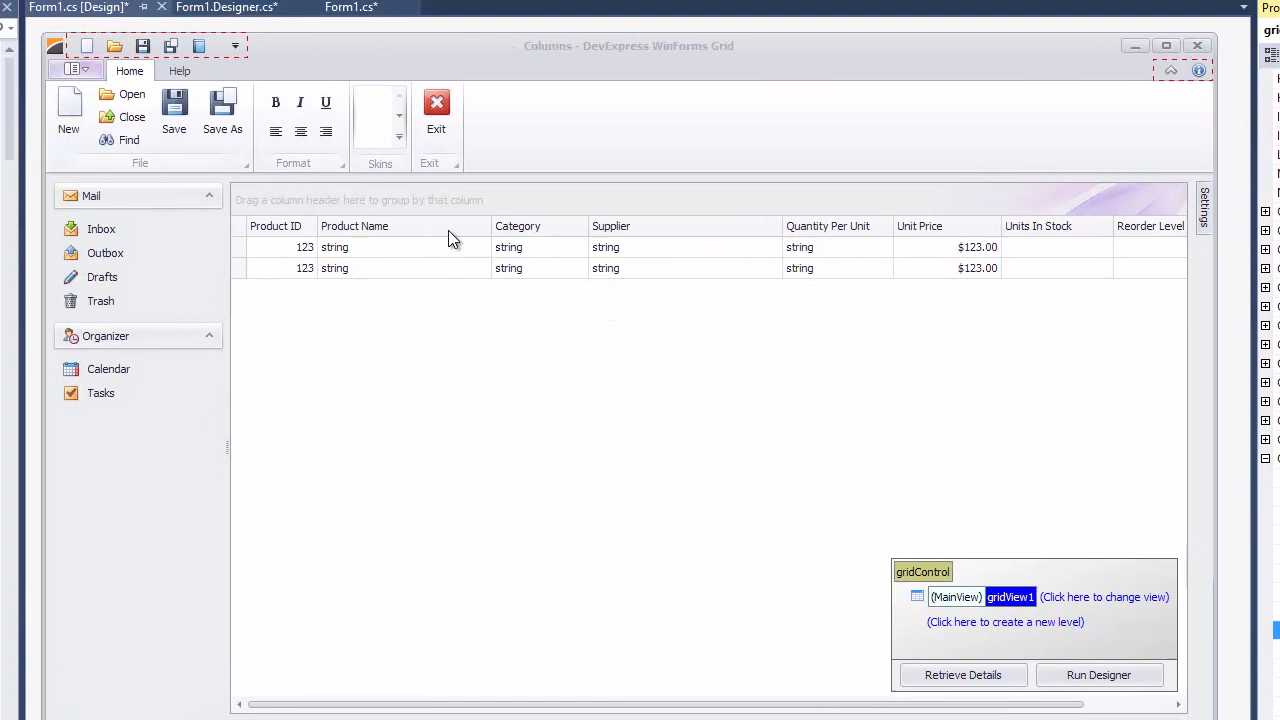 Form1.cs [Design]* Form1.Designer.cs* Form1.cs*
Pro
gri
Columns - DevExpress WinForms Grid
Home Help
New Open Close Find Save Save As
B I U
Exit
File Format Skins Exit
Mail
Inbox
Outbox
Drafts
Trash
Organizer
Calendar
Tasks
Drag a column header here to group by that column
Product ID Product Name Category Supplier Quantity Per Unit Unit Price Units In Stock Reorder Level
123 string string string string $123.00
123 string string string string $123.00
Settings
gridControl
(MainView) gridView1 (Click here to change view)
(Click here to create a new level)
Retrieve Details Run Designer